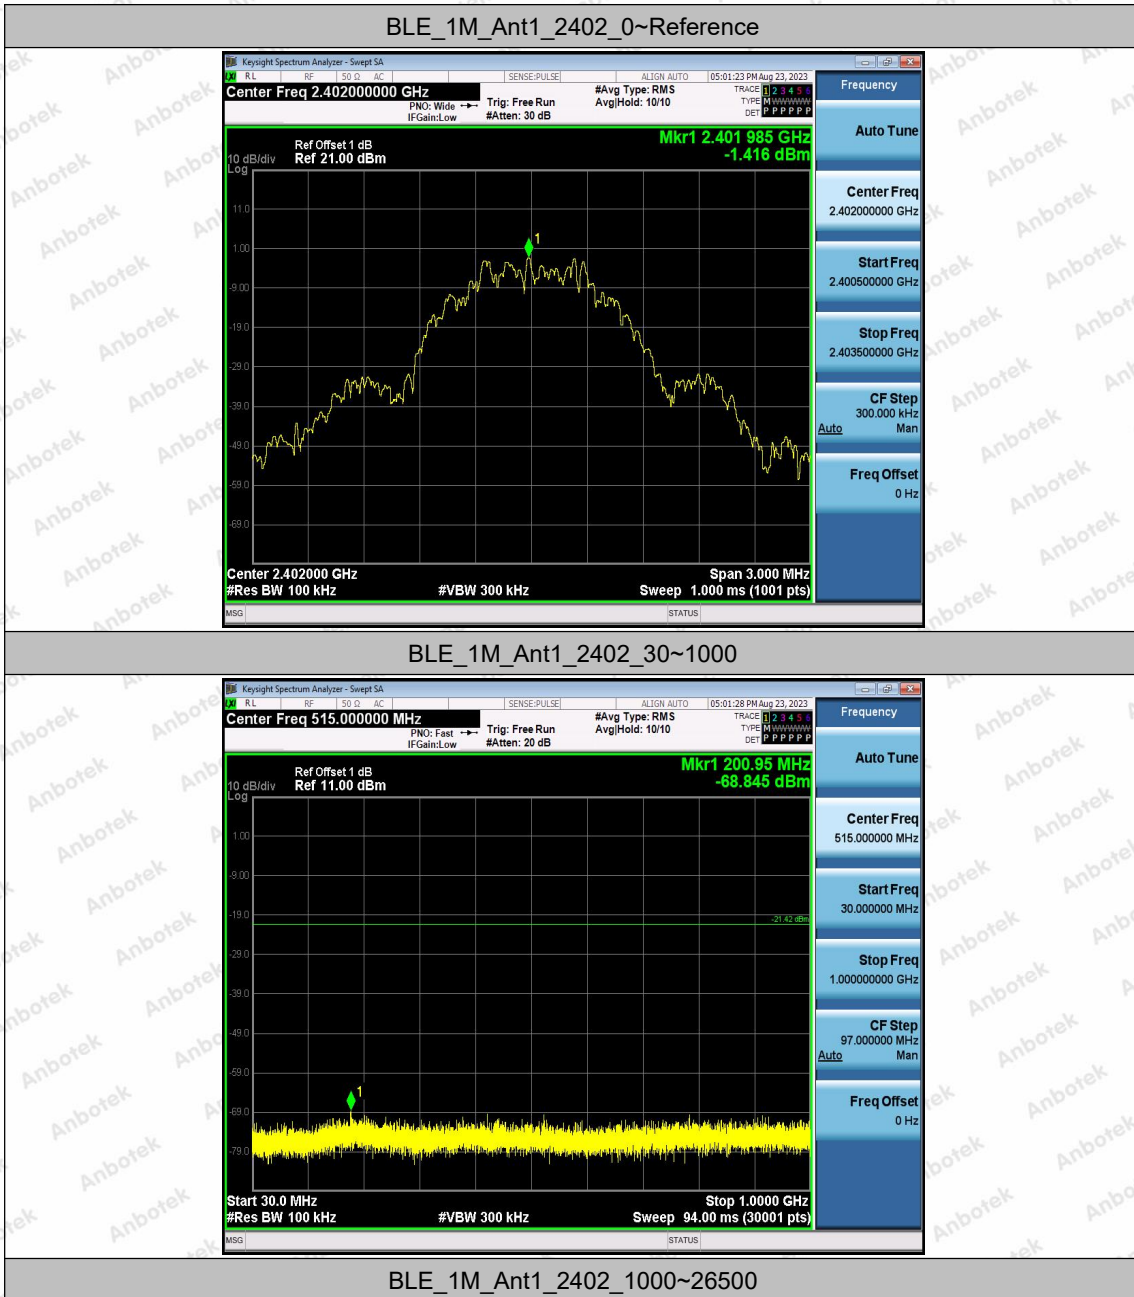 BLE_1M_Ant1_2402_0~Reference
Keysight Spectrum Analyzer - Swept SA
LXI RL RF 50 Ω AC SENSE:PULSE ALIGN AUTO 05:01:23 PM Aug 23, 2023
Center Freq 2.402000000 GHz #Avg Type: RMS TRACE 1 2 3 4 5 6
PNO: Wide Trig: Free Run Avg|Hold: 10/10 TYPE M W W W W W
IFGain:Low #Atten: 30 dB DET P P P P P P
Mkr1 2.401 985 GHz
Ref Offset 1 dB
10 dB/div Ref 21.00 dBm -1.416 dBm
Log
11.0
1.00
1
-9.00
-19.0
-29.0
-39.0
-49.0
-59.0
-69.0
Center 2.402000 GHz Span 3.000 MHz
#Res BW 100 kHz #VBW 300 kHz Sweep 1.000 ms (1001 pts)
MSG STATUS
Frequency
Auto Tune
Center Freq
2.402000000 GHz
Start Freq
2.400500000 GHz
Stop Freq
2.403500000 GHz
CF Step
300.000 kHz
Auto Man
Freq Offset
0 Hz
BLE_1M_Ant1_2402_30~1000
Keysight Spectrum Analyzer - Swept SA
LXI RL RF 50 Ω AC SENSE:PULSE ALIGN AUTO 05:01:28 PM Aug 23, 2023
Center Freq 515.000000 MHz #Avg Type: RMS TRACE 1 2 3 4 5 6
PNO: Fast Trig: Free Run Avg|Hold: 10/10 TYPE M W W W W W
IFGain:Low #Atten: 20 dB DET P P P P P P
Mkr1 200.95 MHz
Ref Offset 1 dB
10 dB/div Ref 11.00 dBm -68.845 dBm
Log
1.00
-9.00
-19.0
-21.42 dBm
-29.0
-39.0
-49.0
-59.0
1
-69.0
-79.0
Start 30.0 MHz Stop 1.0000 GHz
#Res BW 100 kHz #VBW 300 kHz Sweep 94.00 ms (30001 pts)
MSG STATUS
Frequency
Auto Tune
Center Freq
515.000000 MHz
Start Freq
30.000000 MHz
Stop Freq
1.000000000 GHz
CF Step
97.000000 MHz
Auto Man
Freq Offset
0 Hz
BLE_1M_Ant1_2402_1000~26500